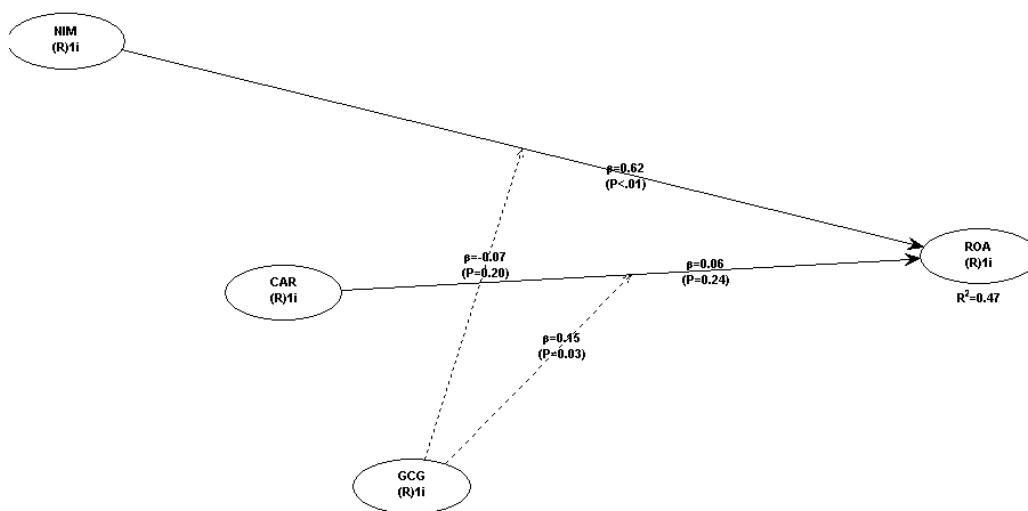 NIM
(R)1i
β=0.62
(P<.01)
ROA
(R)1i
R²=0.47
β=-0.07
(P=0.20)
β=0.06
(P=0.24)
CAR
(R)1i
β=0.15
(P=0.03)
GCG
(R)1i